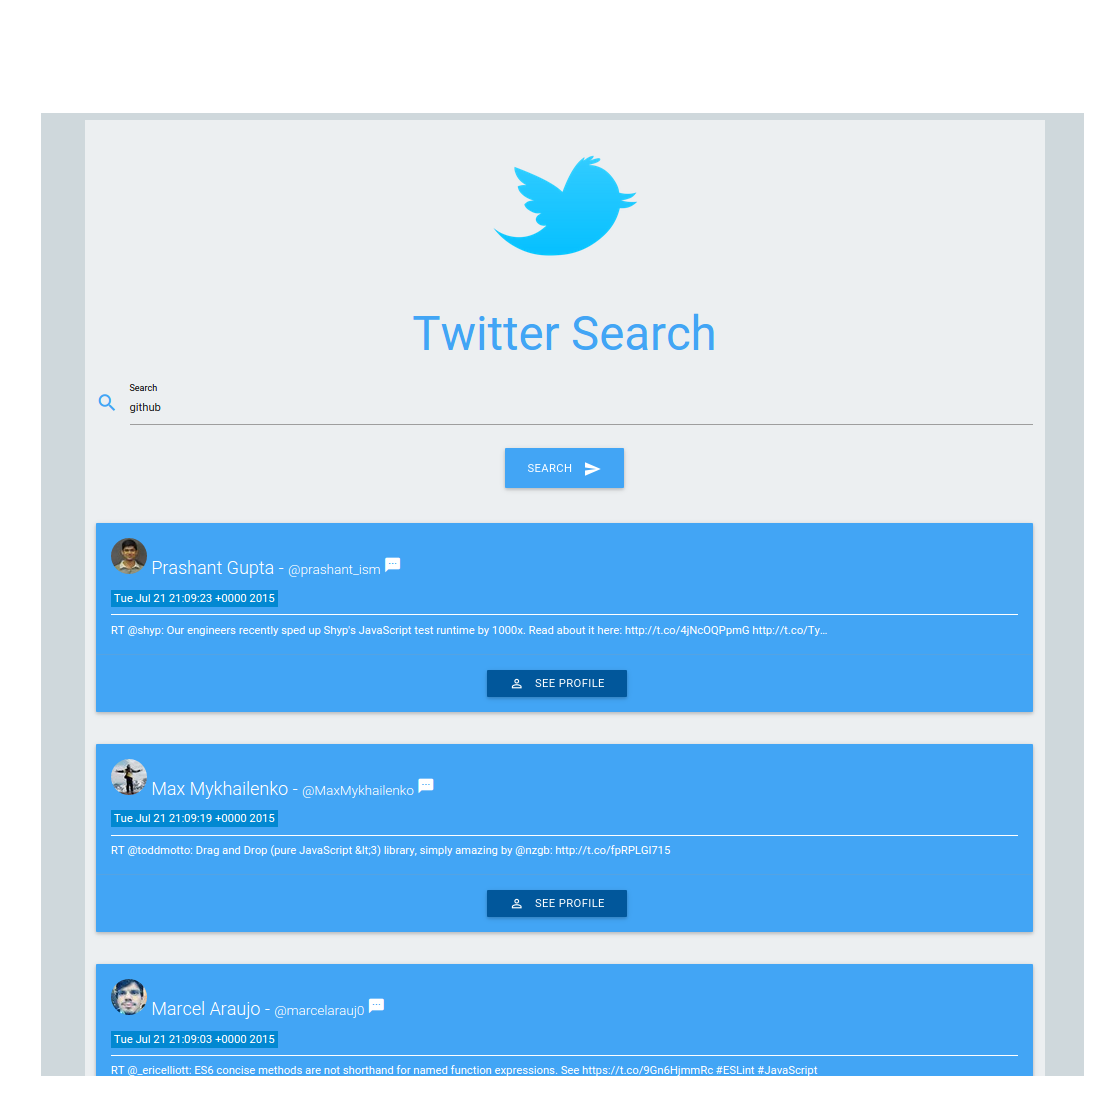 Twitter Search
Search
github
SEARCH
Prashant Gupta - @prashant_ism
Tue Jul 21 21:09:23 +0000 2015
RT @shyp: Our engineers recently sped up Shyp's JavaScript test runtime by 1000x. Read about it here: http://t.co/4jNcOQPpmG http://t.co/Ty…
SEE PROFILE
Max Mykhailenko - @MaxMykhailenko
Tue Jul 21 21:09:19 +0000 2015
RT @toddmotto: Drag and Drop (pure JavaScript &lt;3) library, simply amazing by @nzgb: http://t.co/fpRPLGI715
SEE PROFILE
Marcel Araujo - @marcelarauj0
Tue Jul 21 21:09:03 +0000 2015
RT @_ericelliott: ES6 concise methods are not shorthand for named function expressions. See https://t.co/9Gn6HjmmRc #ESLint #JavaScript